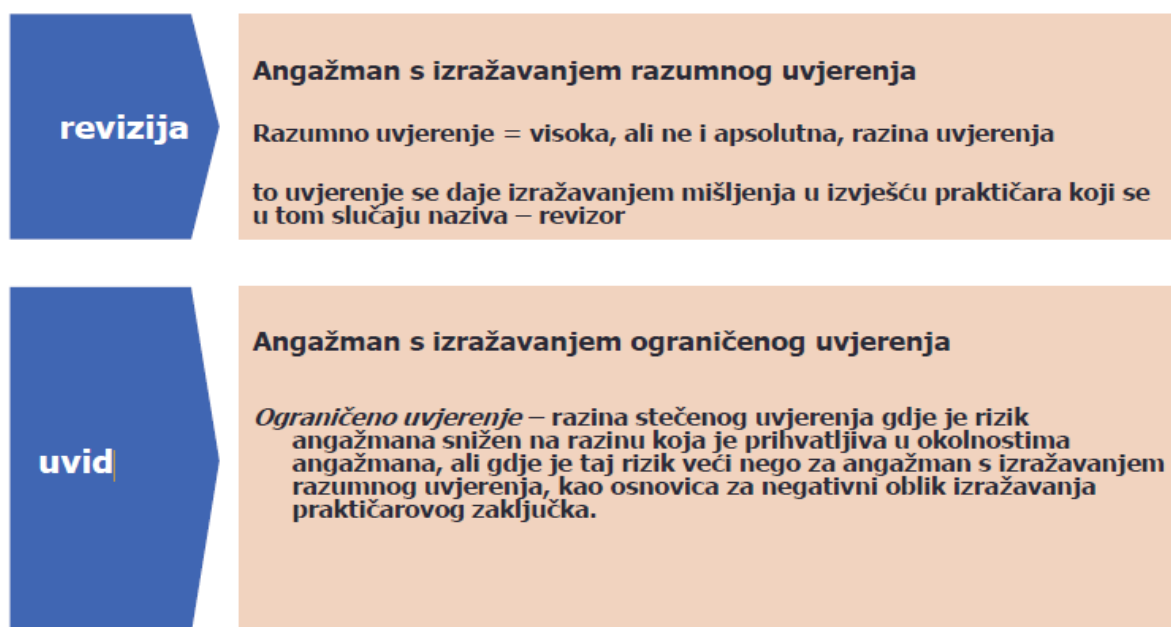 revizija
Angažman s izražavanjem razumnog uvjerenja
Razumno uvjerenje = visoka, ali ne i apsolutna, razina uvjerenja
to uvjerenje se daje izražavanjem mišljenja u izvješću praktičara koji se
u tom slučaju naziva – revizor
uvid
Angažman s izražavanjem ograničenog uvjerenja
Ograničeno uvjerenje – razina stečenog uvjerenja gdje je rizik
angažmana snižen na razinu koja je prihvatljiva u okolnostima
angažmana, ali gdje je taj rizik veći nego za angažman s izražavanjem
razumnog uvjerenja, kao osnovica za negativni oblik izražavanja
praktičarovog zaključka.